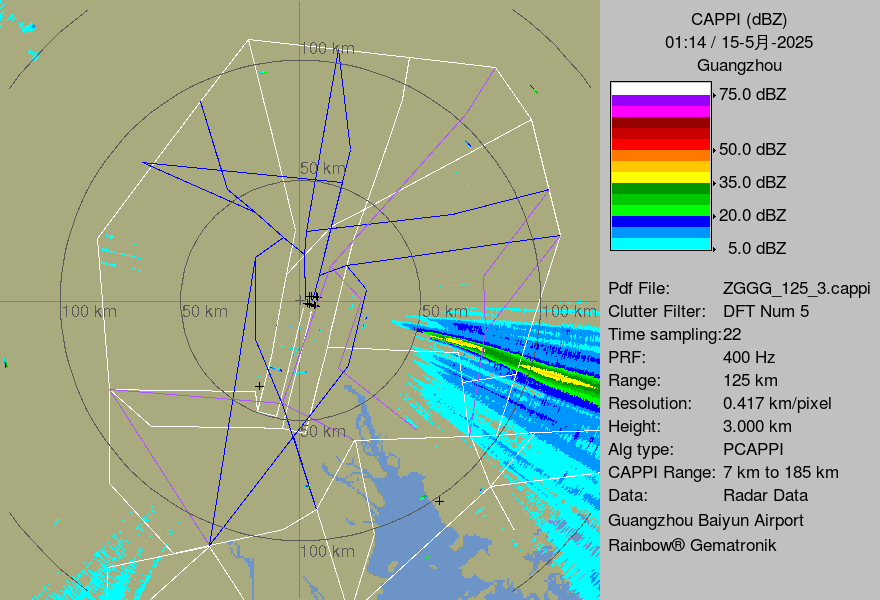 CAPPI (dBZ)
01:14 / 15-5月-2025
Guangzhou
75.0 dBZ
50.0 dBZ
35.0 dBZ
20.0 dBZ
5.0 dBZ
Pdf File: ZGGG_125_3.cappi
Clutter Filter: DFT Num 5
Time sampling:22
PRF: 400 Hz
Range: 125 km
Resolution: 0.417 km/pixel
Height: 3.000 km
Alg type: PCAPPI
CAPPI Range: 7 km to 185 km
Data: Radar Data
Guangzhou Baiyun Airport
Rainbow® Gematronik
100 km
50 km
100 km 50 km 50 km 100 km
50 km
100 km